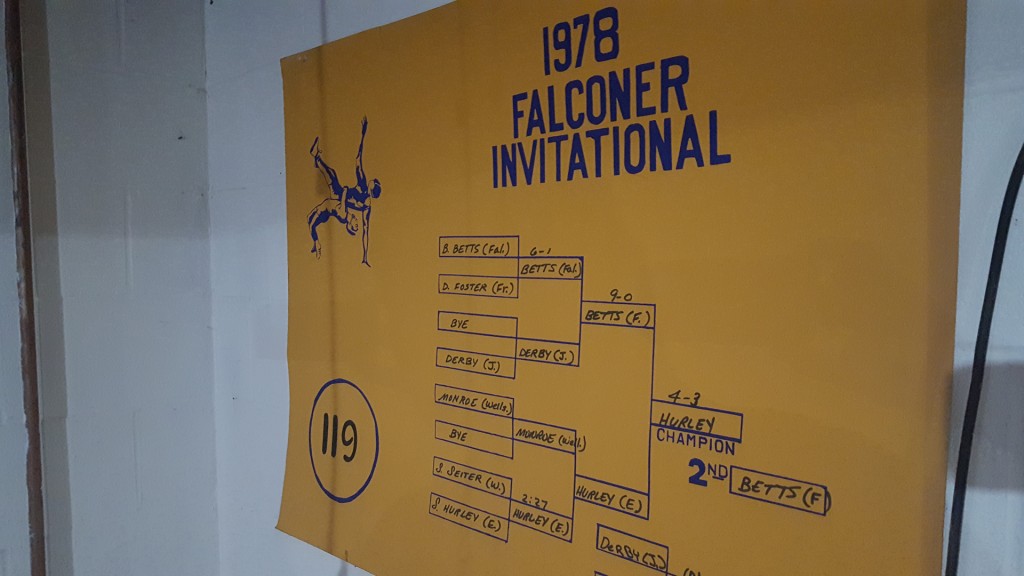 1978
FALCONER
INVITATIONAL
B. BETTS (Fal.)
6-1
BETTS (Fal.)
D. FOSTER (Fr.)
9-0
BETTS (F.)
BYE
DERBY (J.)
DERBY (J.)
MONROE (Wells.)
4-3
HURLEY
CHAMPION
MONROE (Wel.)
BYE
2ND BETTS (F)
119
S. SEITER (W.)
2:27
HURLEY (E.)
HURLEY (E.)
S. HURLEY (E.)
DERBY (J.)